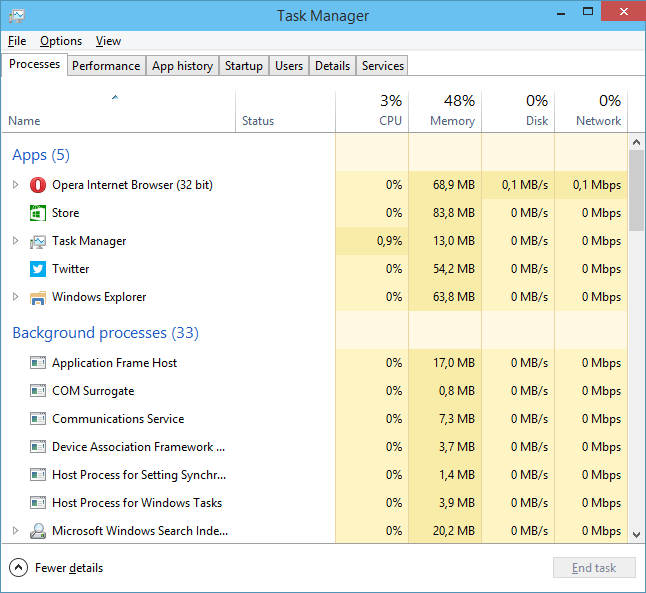 Task Manager
File Options View
Processes Performance App history Startup Users Details Services
3% 48% 0% 0%
Name Status CPU Memory Disk Network
Apps (5)
Opera Internet Browser (32 bit) 0% 68,9 MB 0,1 MB/s 0,1 Mbps
Store 0% 83,8 MB 0 MB/s 0 Mbps
Task Manager 0,9% 13,0 MB 0 MB/s 0 Mbps
Twitter 0% 54,2 MB 0 MB/s 0 Mbps
Windows Explorer 0% 63,8 MB 0 MB/s 0 Mbps
Background processes (33)
Application Frame Host 0% 17,0 MB 0 MB/s 0 Mbps
COM Surrogate 0% 0,8 MB 0 MB/s 0 Mbps
Communications Service 0% 7,3 MB 0 MB/s 0 Mbps
Device Association Framework ... 0% 3,7 MB 0 MB/s 0 Mbps
Host Process for Setting Synchr... 0% 1,4 MB 0 MB/s 0 Mbps
Host Process for Windows Tasks 0% 3,9 MB 0 MB/s 0 Mbps
Microsoft Windows Search Inde... 0% 20,2 MB 0 MB/s 0 Mbps
Fewer details End task